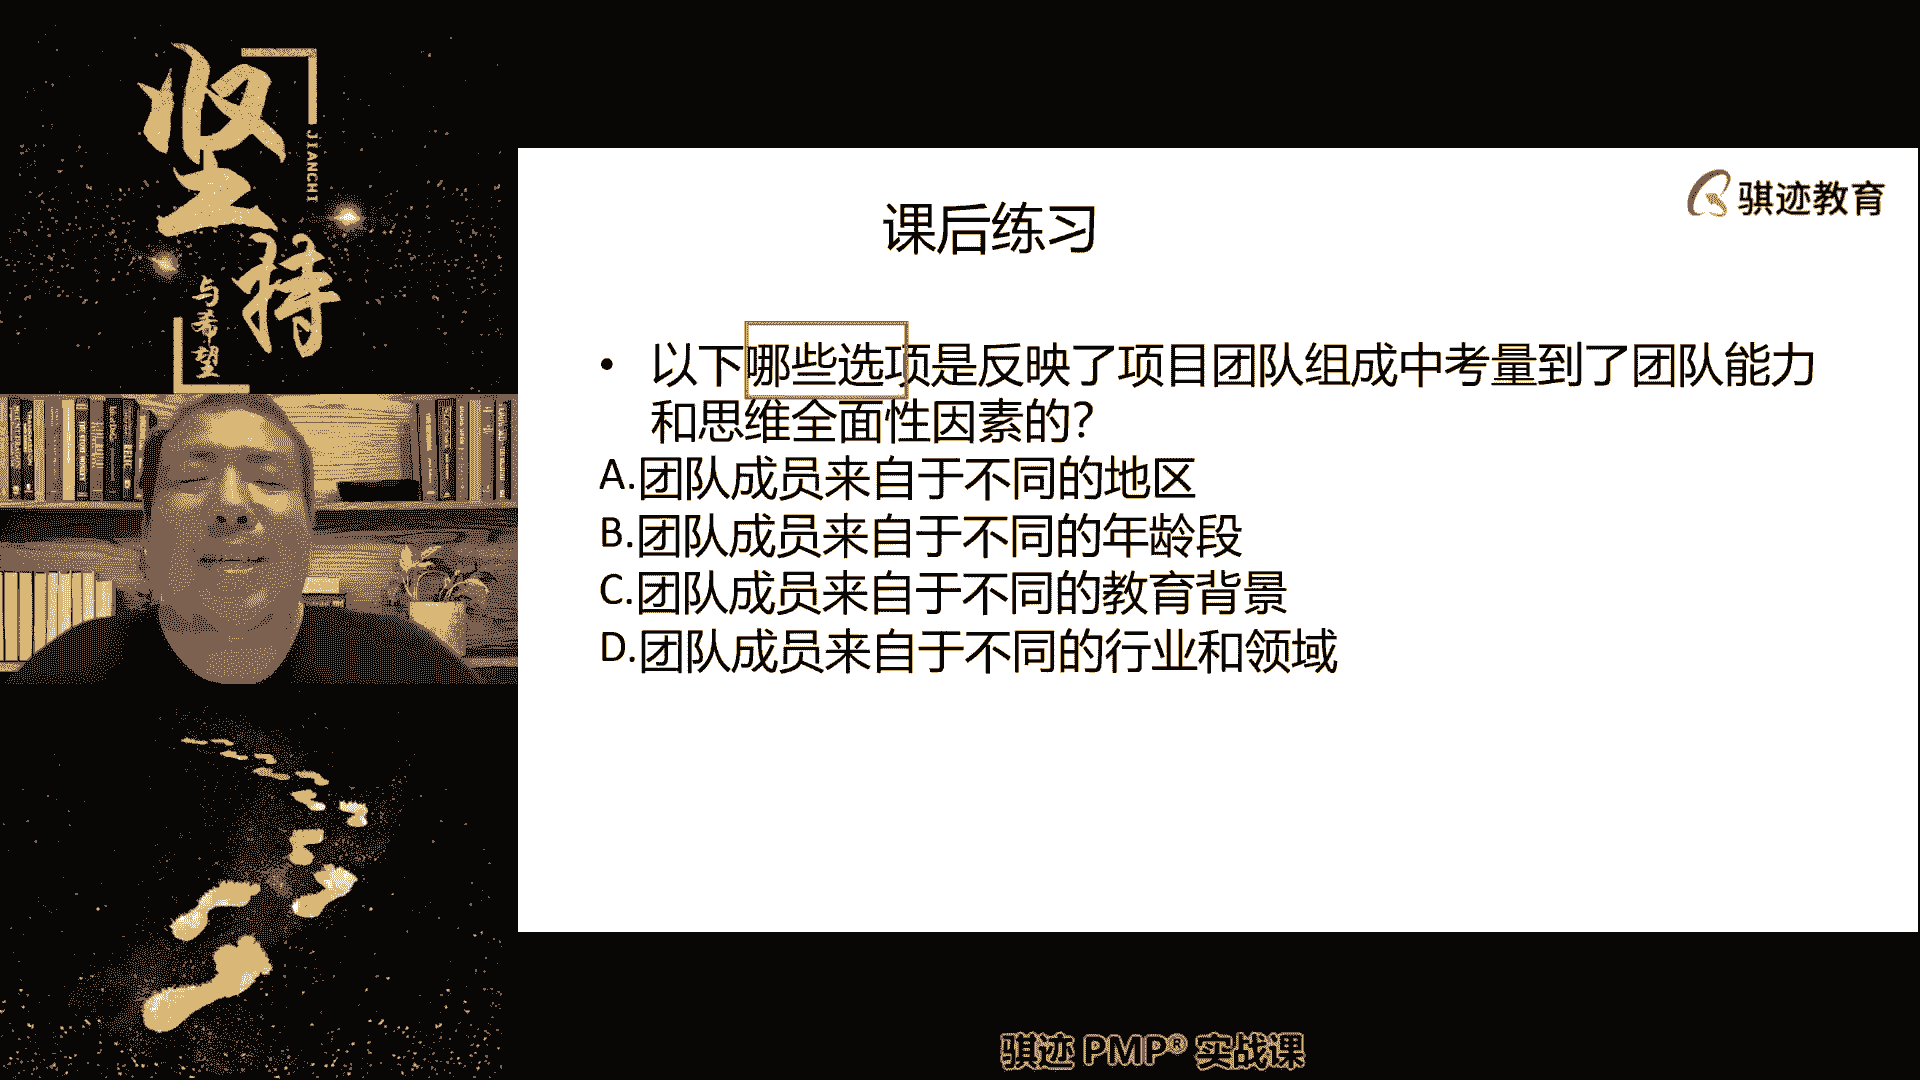 坚持
JIANCHI
与希望
骐迹教育
课后练习
• 以下哪些选项是反映了项目团队组成中考量到了团队能力
和思维全面性因素的?
A.团队成员来自于不同的地区
B.团队成员来自于不同的年龄段
C.团队成员来自于不同的教育背景
D.团队成员来自于不同的行业和领域
骐迹 PMP® 实战课